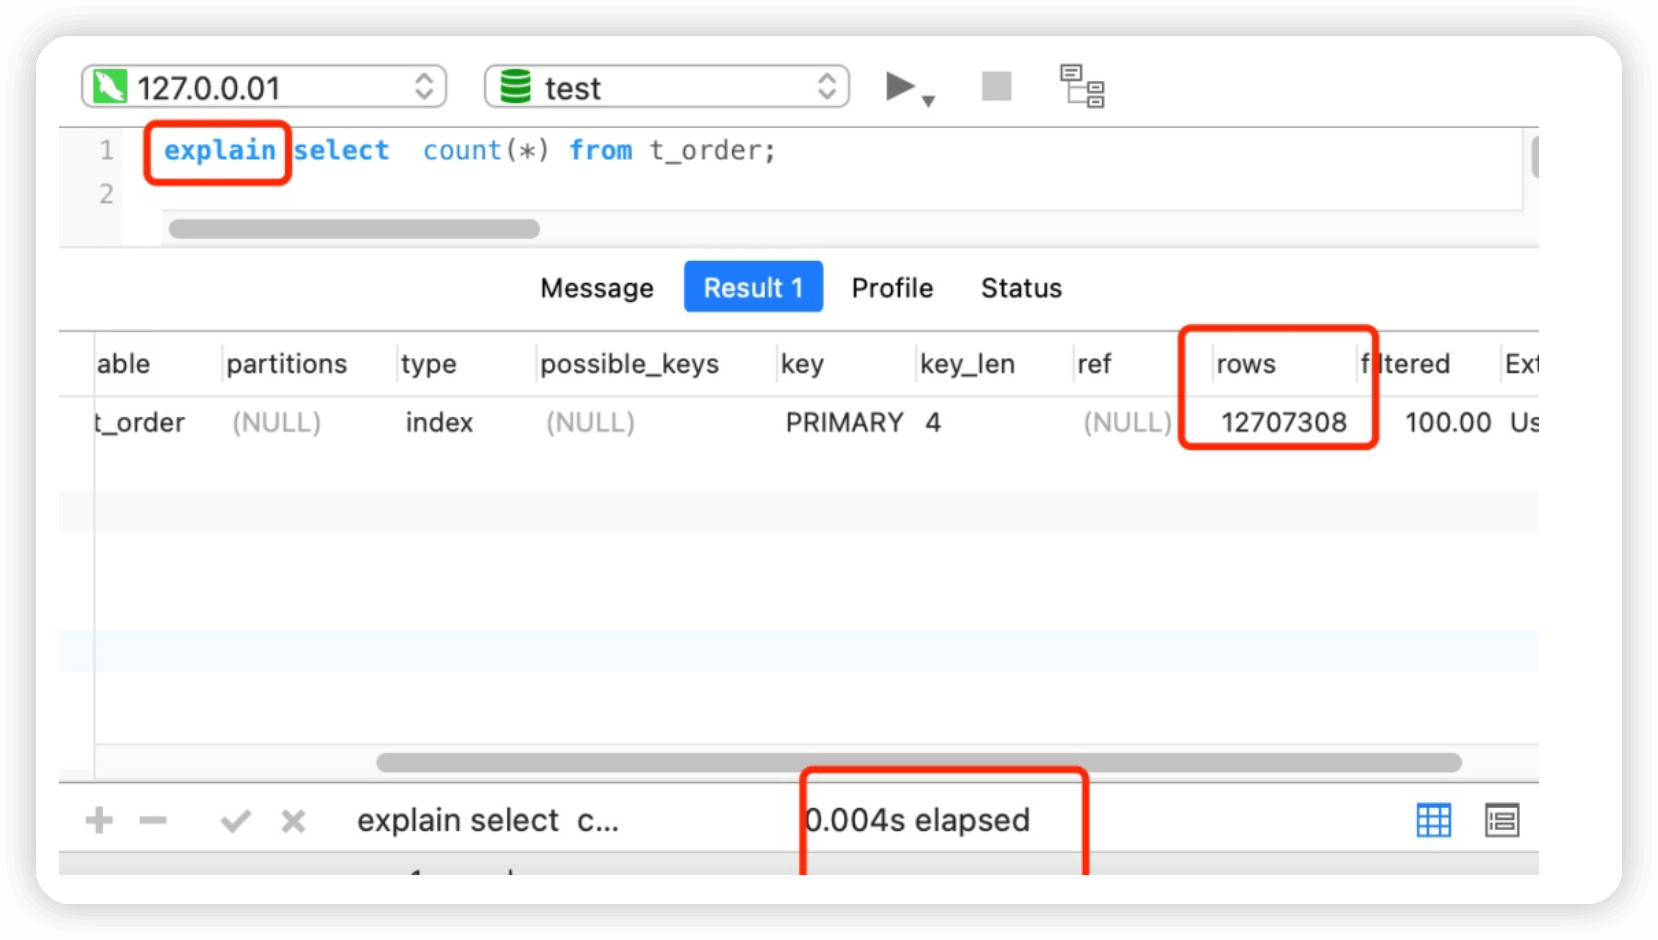 127.0.0.01 test
1 explain select count(*) from t_order;
2
Message Result 1 Profile Status
able partitions type possible_keys key key_len ref rows filtered Ext
t_order (NULL) index (NULL) PRIMARY 4 (NULL) 12707308 100.00 Us
explain select c... 0.004s elapsed